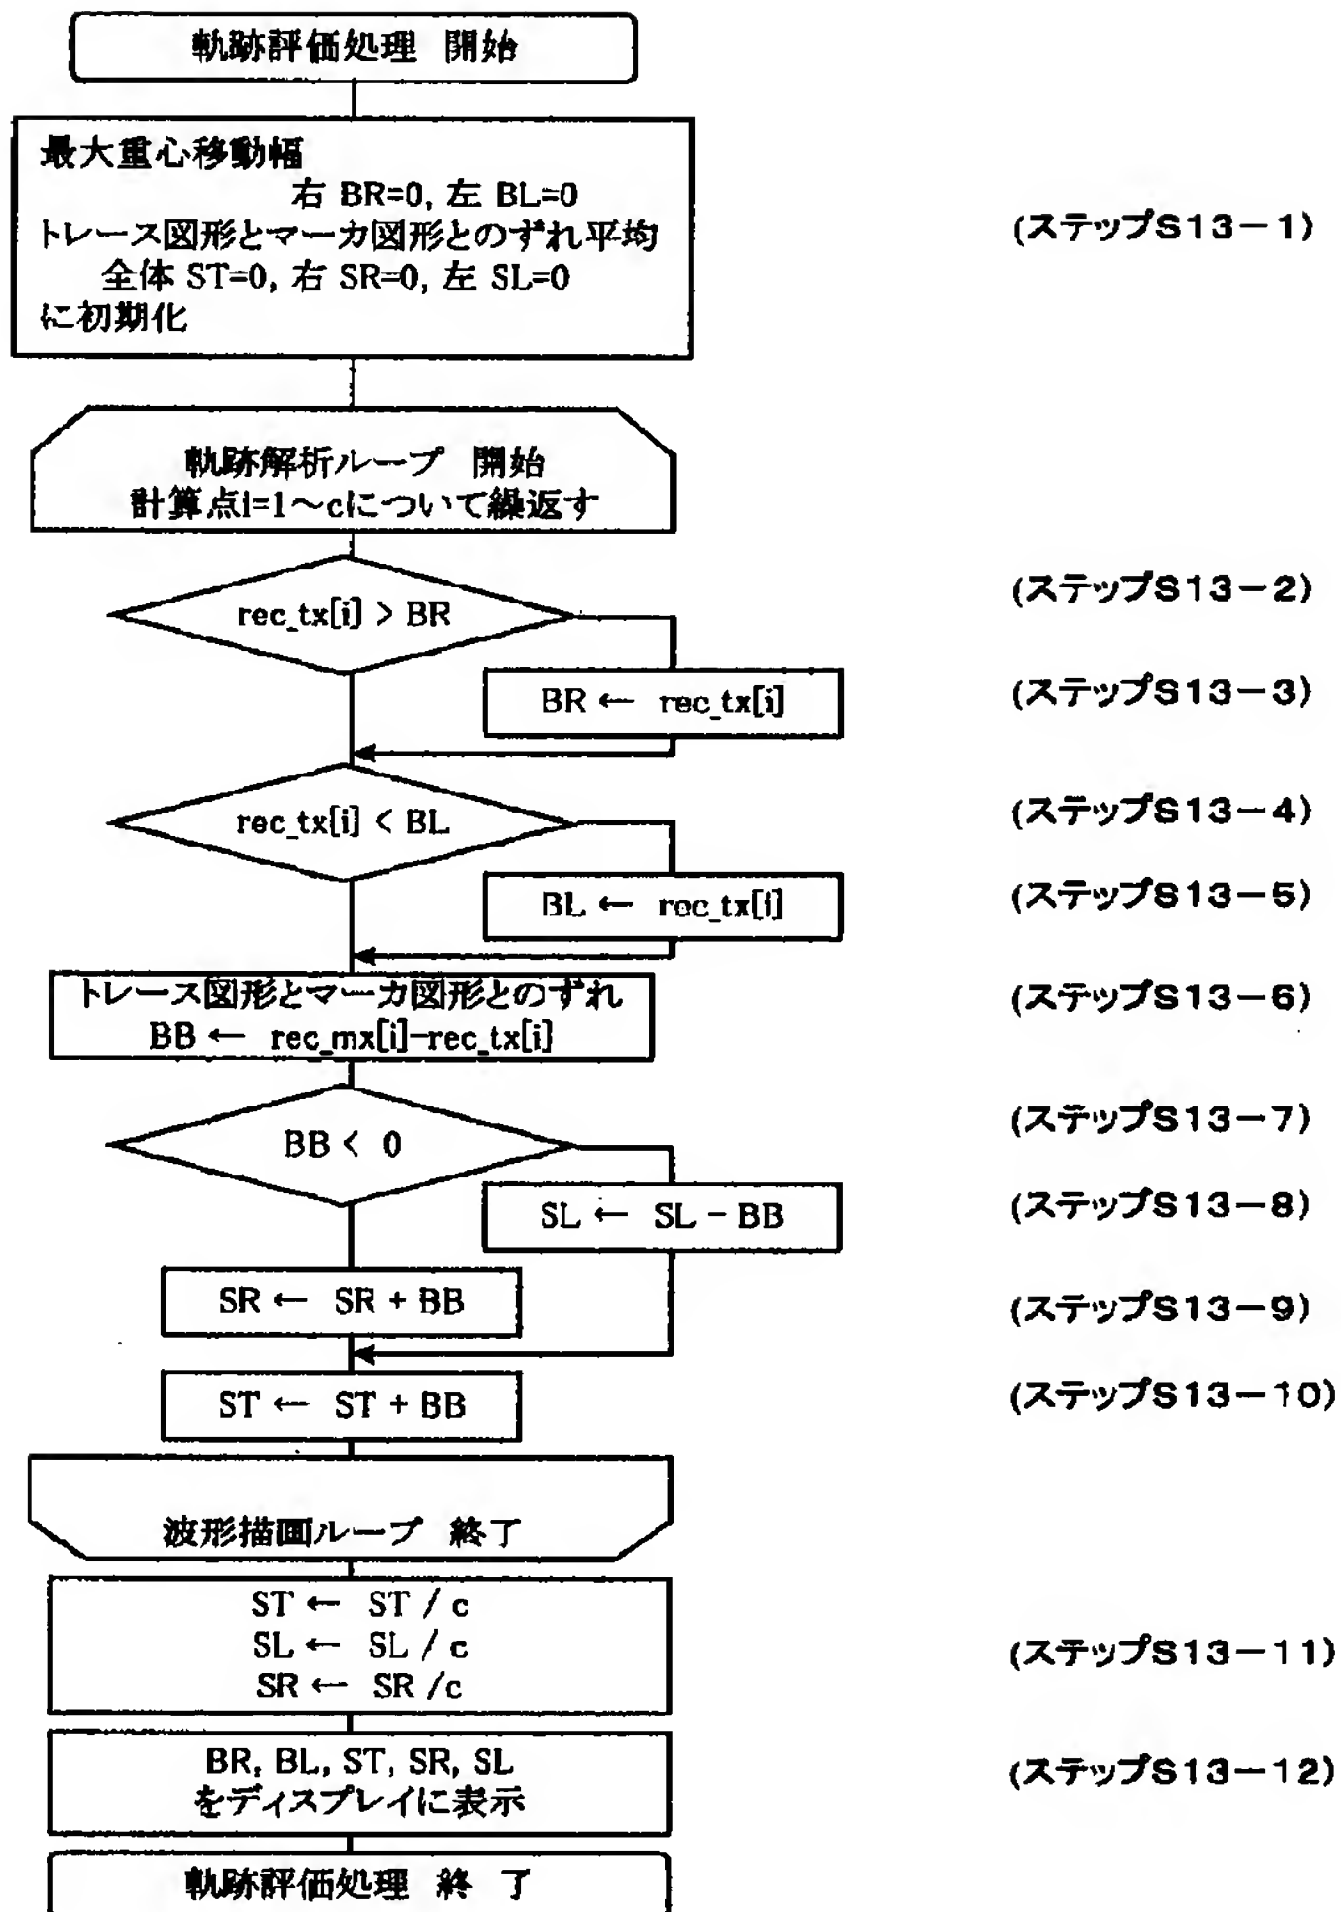 軌跡評価処理 開始
最大重心移動幅
右 BR=0, 左 BL=0
トレース図形とマーカ図形とのずれ平均
全体 ST=0, 右 SR=0, 左 SL=0
に初期化
(ステップS13-1)
軌跡解析ループ 開始
計算点i=1~cについて繰返す
rec_tx[i] > BR
(ステップS13-2)
BR ← rec_tx[i]
(ステップS13-3)
rec_tx[i] < BL
(ステップS13-4)
BL ← rec_tx[i]
(ステップS13-5)
トレース図形とマーカ図形とのずれ
BB ← rec_mx[i]-rec_tx[i]
(ステップS13-6)
BB < 0
(ステップS13-7)
SL ← SL - BB
(ステップS13-8)
SR ← SR + BB
(ステップS13-9)
ST ← ST + BB
(ステップS13-10)
波形描画ループ 終了
ST ← ST / c
SL ← SL / c
SR ← SR /c
(ステップS13-11)
BR, BL, ST, SR, SL
をディスプレイに表示
(ステップS13-12)
軌跡評価処理 終 了